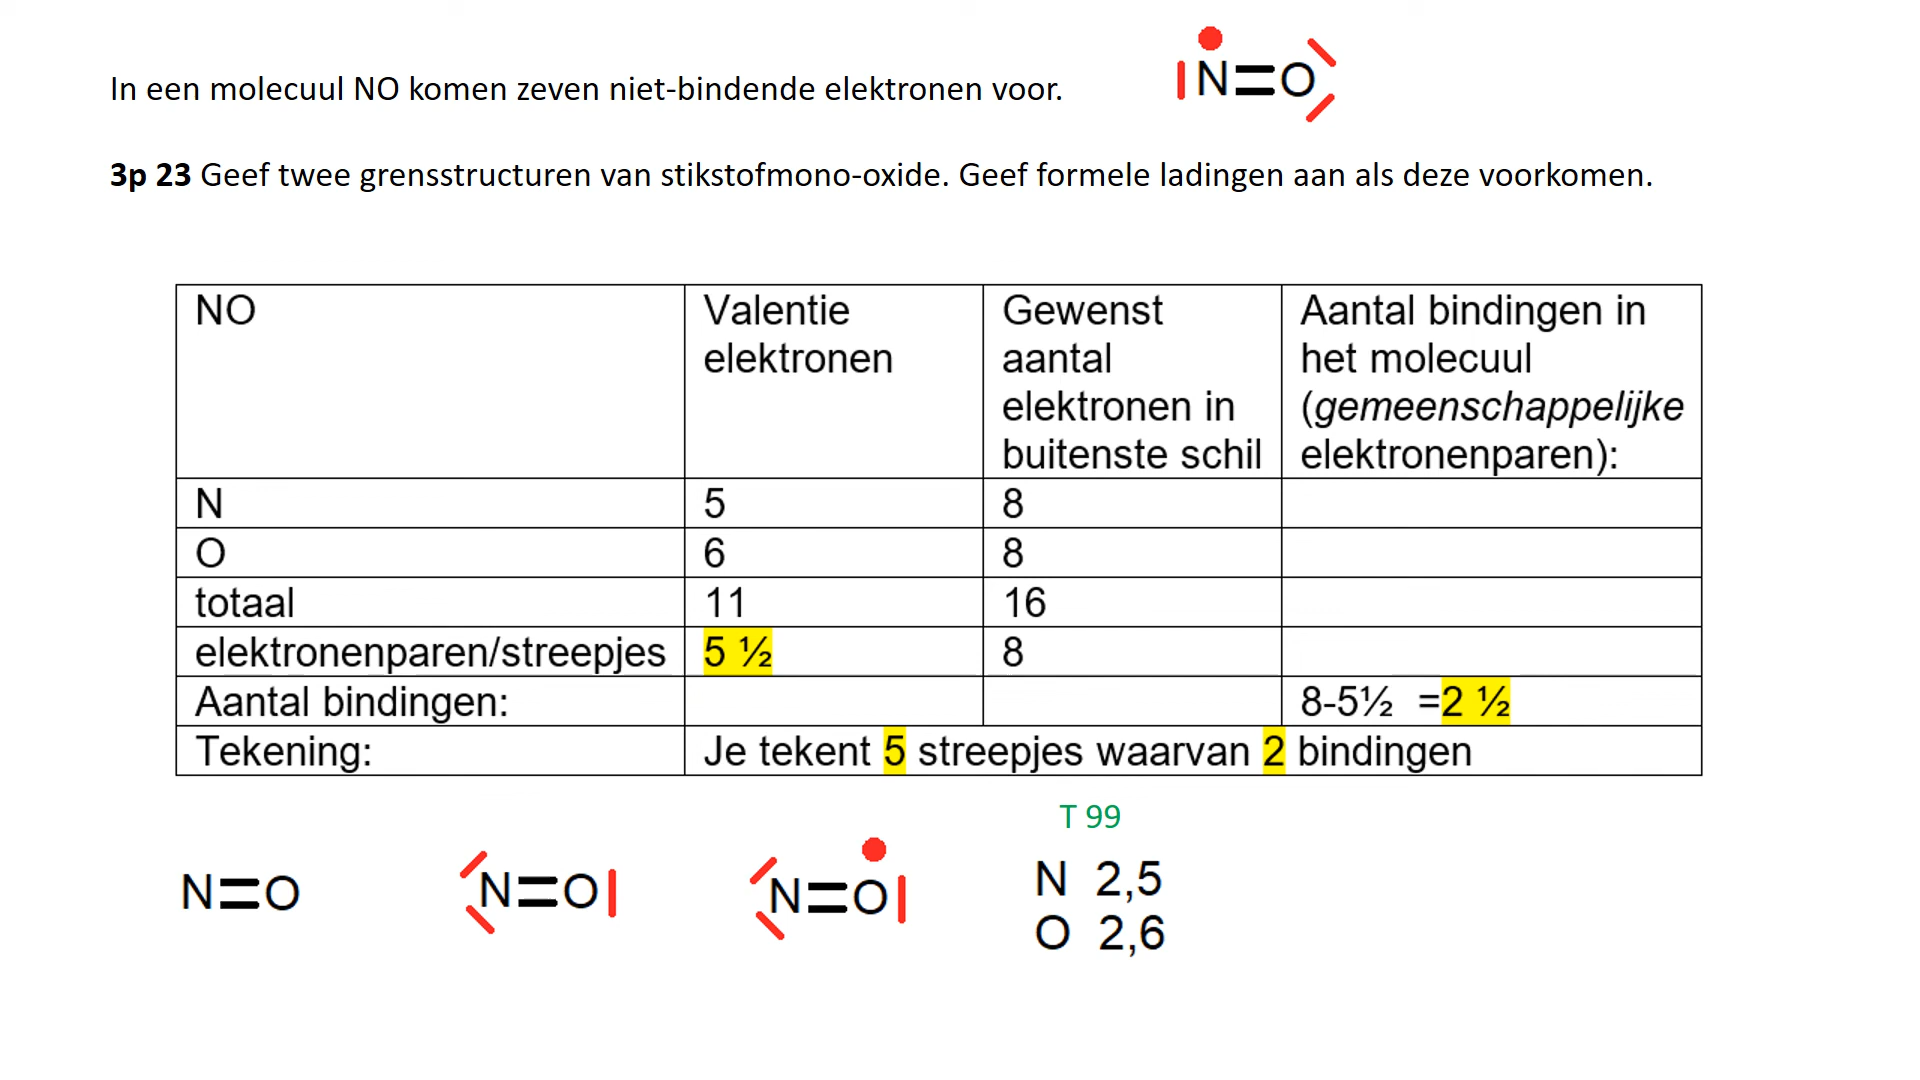 In een molecuul NO komen zeven niet-bindende elektronen voor.
N=O
3p 23 Geef twee grensstructuren van stikstofmono-oxide. Geef formele ladingen aan als deze voorkomen.
NO
Valentie
elektronen
Gewenst
aantal
elektronen in
buitenste schil
Aantal bindingen in
het molecuul
(gemeenschappelijke
elektronenparen):
N 5 8
O 6 8
totaal 11 16
elektronenparen/streepjes 5 ½ 8
Aantal bindingen: 8-5½ =2 ½
Tekening: Je tekent 5 streepjes waarvan 2 bindingen
T 99
N=O N=O N=O
N 2,5
O 2,6